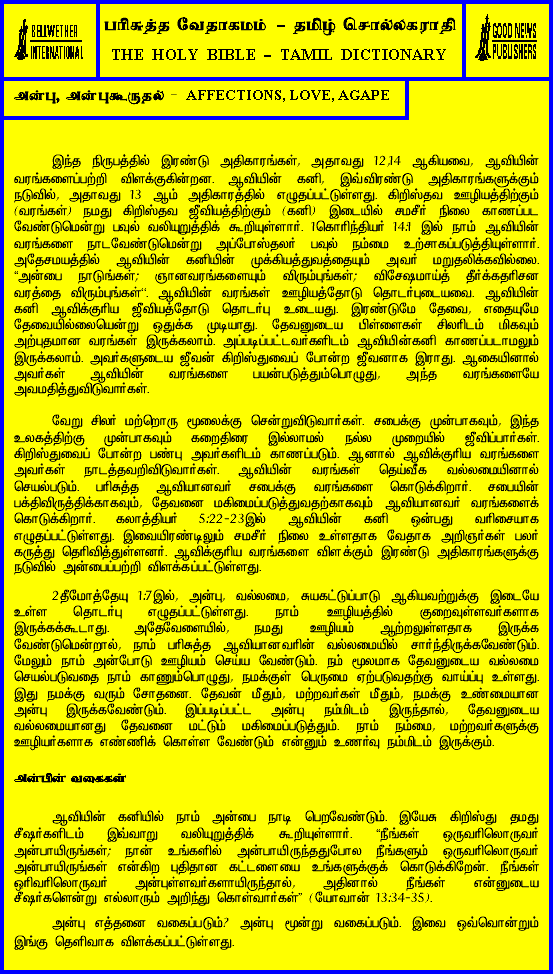 BELLWETHER
INTERNATIONAL
பரிசுத்த வேதாகமம் – தமிழ் சொல்லகராதி
THE HOLY BIBLE – TAMIL DICTIONARY
GOOD NEWS
PUBLISHERS
அன்பு, அன்புகூருதல் – AFFECTIONS, LOVE, AGAPE
இந்த நிருபத்தில் இரண்டு அதிகாரங்கள், அதாவது 12,14 ஆகியவை, ஆவியின்
வரங்களைப்பற்றி விளக்குகின்றன. ஆவியின் கனி, இவ்விரண்டு அதிகாரங்களுக்கும்
நடுவில், அதாவது 13 ஆம் அதிகாரத்தில் எழுதப்பட்டுள்ளது. கிறிஸ்தவ ஊழியத்திற்கும்
(வரங்கள்) நமது கிறிஸ்தவ ஜீவியத்திற்கும் (கனி) இடையில் சமசீர் நிலை காணப்பட
வேண்டுமென்று பவுல் வலியுறுத்திக் கூறியுள்ளார். 1கொரிந்தியர் 14:1 இல் நாம் ஆவியின்
வரங்களை நாடவேண்டுமென்று அப்போஸ்தலர் பவுல் நம்மை உற்சாகப்படுத்தியுள்ளார்.
அதேசமயத்தில் ஆவியின் கனியின் முக்கியத்துவத்தையும் அவர் மறுதலிக்கவில்லை.
“அன்பை நாடுங்கள்; ஞானவரங்களையும் விரும்புங்கள்; விசேஷமாய்த் தீர்க்கதரிசன
வரத்தை விரும்புங்கள்“. ஆவியின் வரங்கள் ஊழியத்தோடு தொடர்புடையவை. ஆவியின்
கனி ஆவிக்குரிய ஜீவியத்தோடு தொடர்பு உடையது. இரண்டுமே தேவை, எதையுமே
தேவையில்லையென்று ஒதுக்க முடியாது. தேவனுடைய பிள்ளைகள் சிலரிடம் மிகவும்
அற்புதமான வரங்கள் இருக்கலாம். அப்படிப்பட்டவர்களிடம் ஆவியின்கனி காணப்படாமலும்
இருக்கலாம். அவர்களுடைய ஜீவன் கிறிஸ்துவைப் போன்ற ஜீவனாக இராது. ஆகையினால்
அவர்கள் ஆவியின் வரங்களை பயன்படுத்தும்பொழுது, அந்த வரங்களையே
அவமதித்துவிடுவார்கள்.
வேறு சிலர் மற்றொரு மூலைக்கு சென்றுவிடுவார்கள். சபைக்கு முன்பாகவும், இந்த
உலகத்திற்கு முன்பாகவும் கறைதிரை இல்லாமல் நல்ல முறையில் ஜீவிப்பார்கள்.
கிறிஸ்துவைப் போன்ற பண்பு அவர்களிடம் காணப்படும். ஆனால் ஆவிக்குரிய வரங்களை
அவர்கள் நாடத்தவறிவிடுவார்கள். ஆவியின் வரங்கள் தெய்வீக வல்லமையினால்
செயல்படும். பரிசுத்த ஆவியானவர் சபைக்கு வரங்களை கொடுக்கிறார். சபையின்
பக்திவிருத்திக்காகவும், தேவனை மகிமைப்படுத்துவதற்காகவும் ஆவியானவர் வரங்களைக்
கொடுக்கிறார். கலாத்தியர் 5:22-23இல் ஆவியின் கனி ஒன்பது வரிசையாக
எழுதப்பட்டுள்ளது. இவையிரண்டிலும் சமசீர் நிலை உள்ளதாக வேதாக அறிஞர்கள் பலர்
கருத்து தெரிவித்துள்ளனர். ஆவிக்குரிய வரங்களை விளக்கும் இரண்டு அதிகாரங்களுக்கு
நடுவில் அன்பைப்பற்றி விளக்கப்பட்டுள்ளது.
2தீமோத்தேயு 1:7இல், அன்பு, வல்லமை, சுயகட்டுப்பாடு ஆகியவற்றுக்கு இடையே
உள்ள தொடர்பு எழுதப்பட்டுள்ளது. நாம் ஊழியத்தில் குறைவுள்ளவர்களாக
இருக்கக்கூடாது. அதேவேளையில், நமது ஊழியம் ஆற்றலுள்ளதாக இருக்க
வேண்டுமென்றால், நாம் பரிசுத்த ஆவியானவரின் வல்லமையில் சார்ந்திருக்கவேண்டும்.
மேலும் நாம் அன்போடு ஊழியம் செய்ய வேண்டும். நம் மூலமாக தேவனுடைய வல்லமை
செயல்படுவதை நாம் காணும்பொழுது, நமக்குள் பெருமை ஏற்படுவதற்கு வாய்ப்பு உள்ளது.
இது நமக்கு வரும் சோதனை. தேவன் மீதும், மற்றவர்கள் மீதும், நமக்கு உண்மையான
அன்பு இருக்கவேண்டும். இப்படிப்பட்ட அன்பு நம்மிடம் இருந்தால், தேவனுடைய
வல்லமையானது தேவனை மட்டும் மகிமைப்படுத்தும். நாம் நம்மை, மற்றவர்களுக்கு
ஊழியர்களாக எண்ணிக் கொள்ள வேண்டும் என்னும் உணர்வு நம்மிடம் இருக்கும்.
அன்பின் வகைகள்
ஆவியின் கனியில் நாம் அன்பை நாடி பெறவேண்டும். இயேசு கிறிஸ்து தமது
சீஷர்களிடம் இவ்வாறு வலியுறுத்திக் கூறியுள்ளார். “நீங்கள் ஒருவரிலொருவர்
அன்பாயிருங்கள்; நான் உங்களில் அன்பாயிருந்ததுபோல நீங்களும் ஒருவரிலொருவர்
அன்பாயிருங்கள் என்கிற புதிதான கட்டளையை உங்களுக்குக் கொடுக்கிறேன். நீங்கள்
ஒரிவரிலொருவர் அன்புள்ளவர்களாயிருந்தால், அதினால் நீங்கள் என்னுடைய
சீஷர்களென்று எல்லாரும் அறிந்து கொள்வார்கள்” (யோவான் 13:34-35).
அன்பு எத்தனை வகைப்படும்? அன்பு மூன்று வகைப்படும். இவை ஒவ்வொன்றும்
இங்கு தெளிவாக விளக்கப்பட்டுள்ளது.